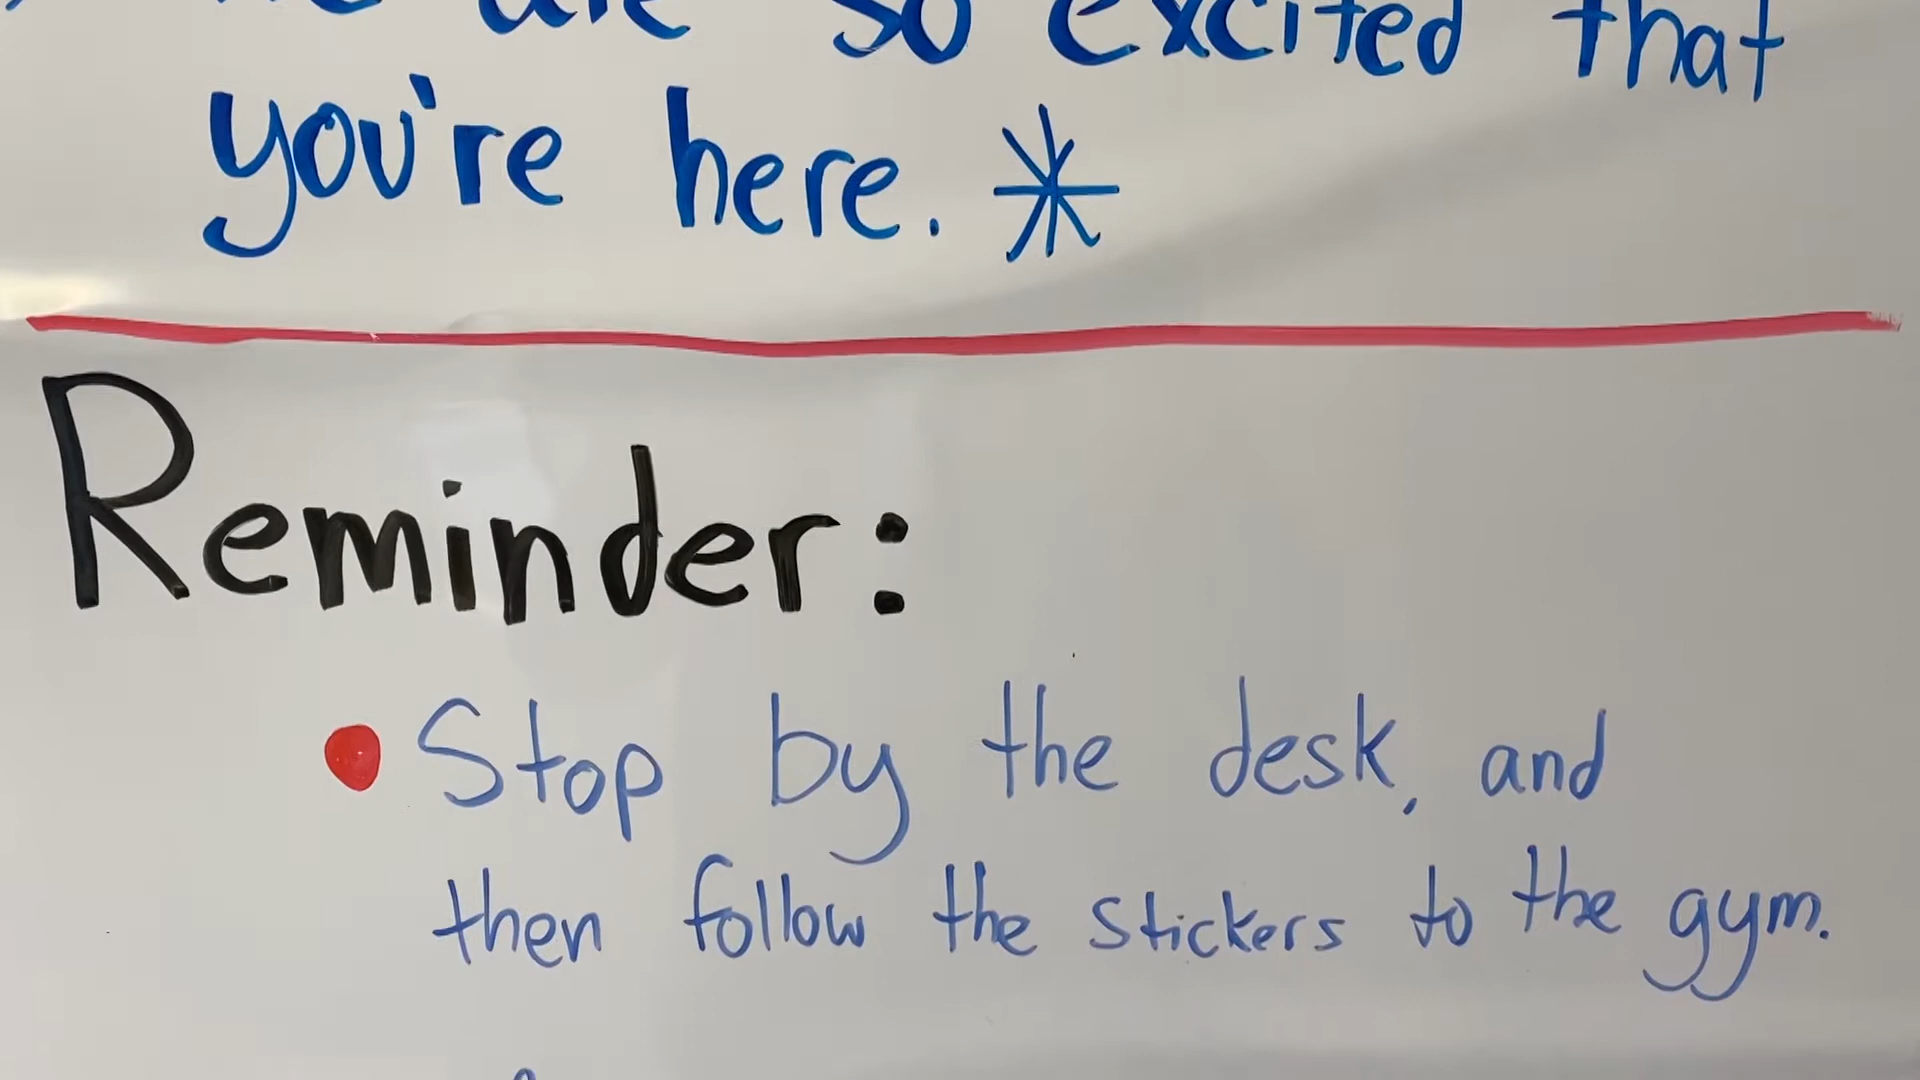 are so excited that
you're here. *
Reminder:
• Stop by the desk, and
then follow the stickers to the gym.